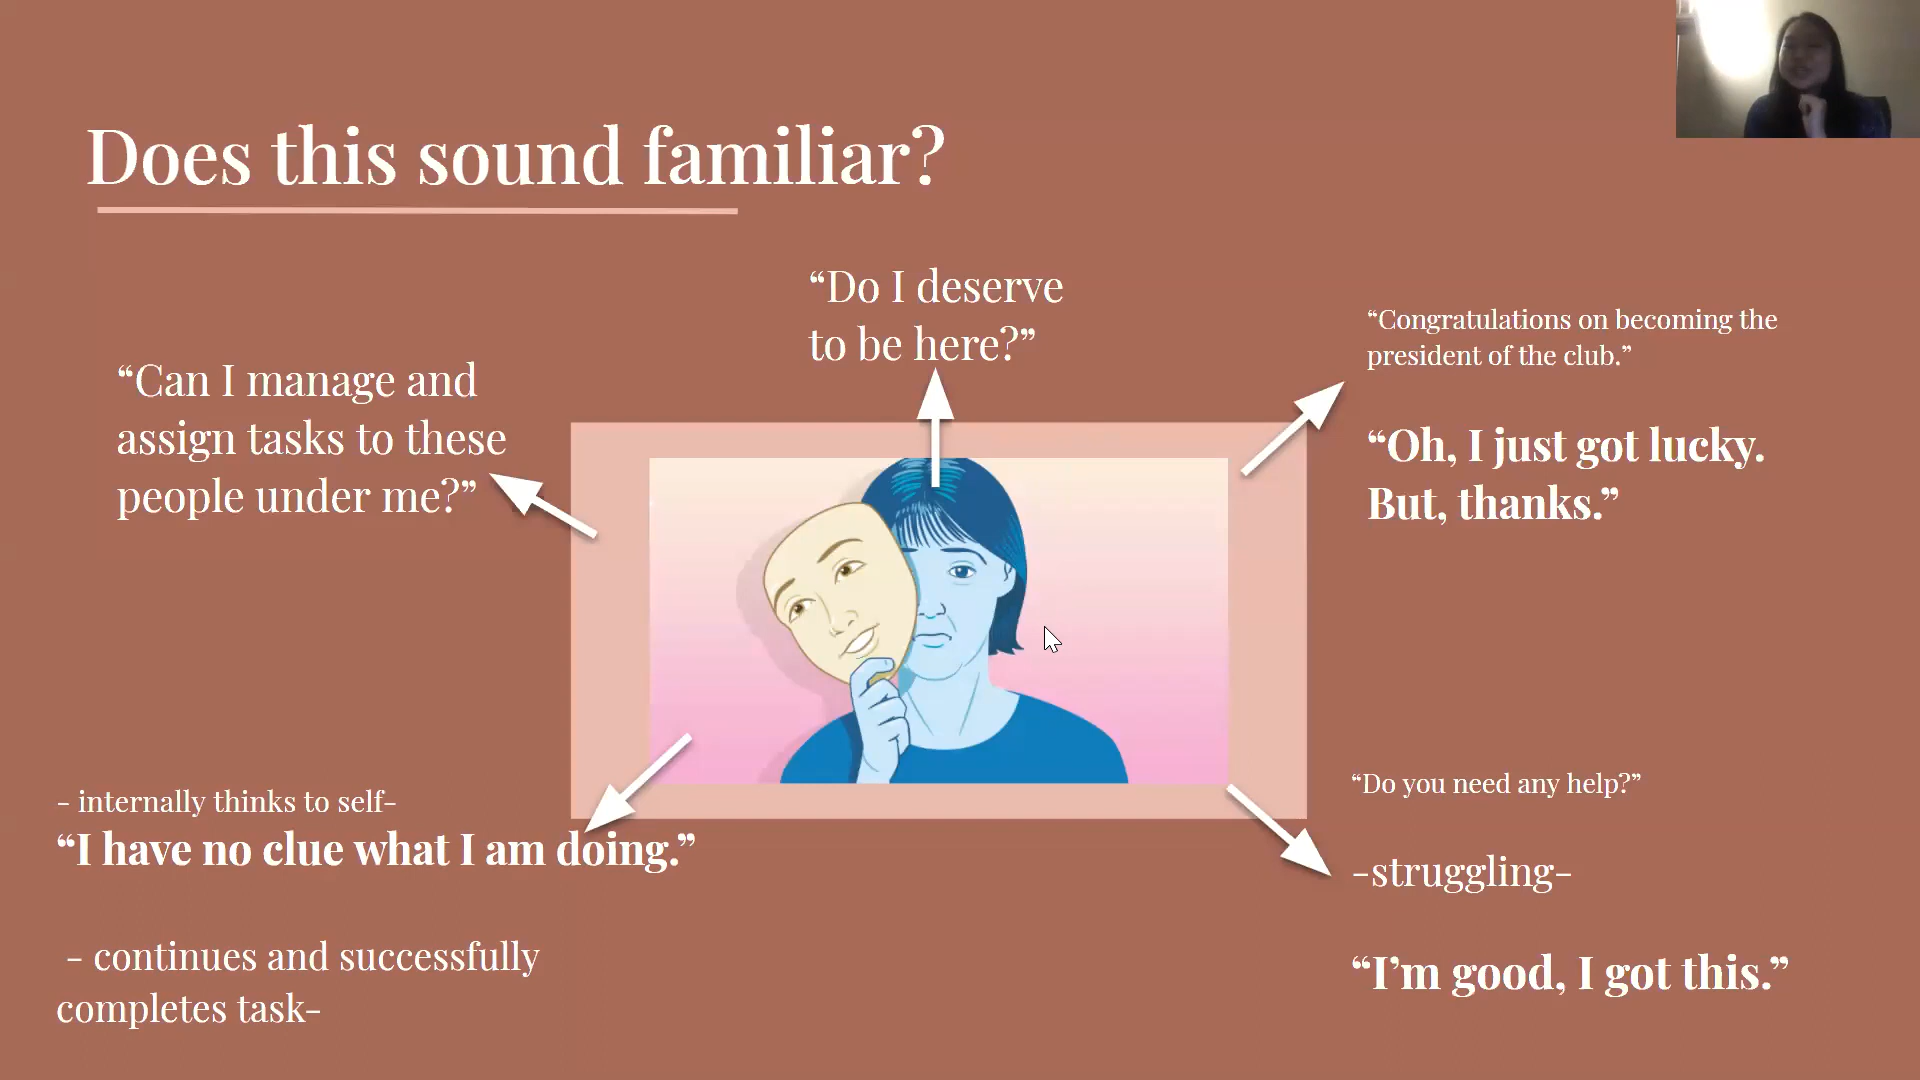 Does this sound familiar?
“Do I deserve
to be here?”
“Can I manage and
assign tasks to these
people under me?”
“Congratulations on becoming the
president of the club.”
“Oh, I just got lucky.
But, thanks.”
- internally thinks to self-
“I have no clue what I am doing.”
- continues and successfully
completes task-
“Do you need any help?”
-struggling-
“I’m good, I got this.”